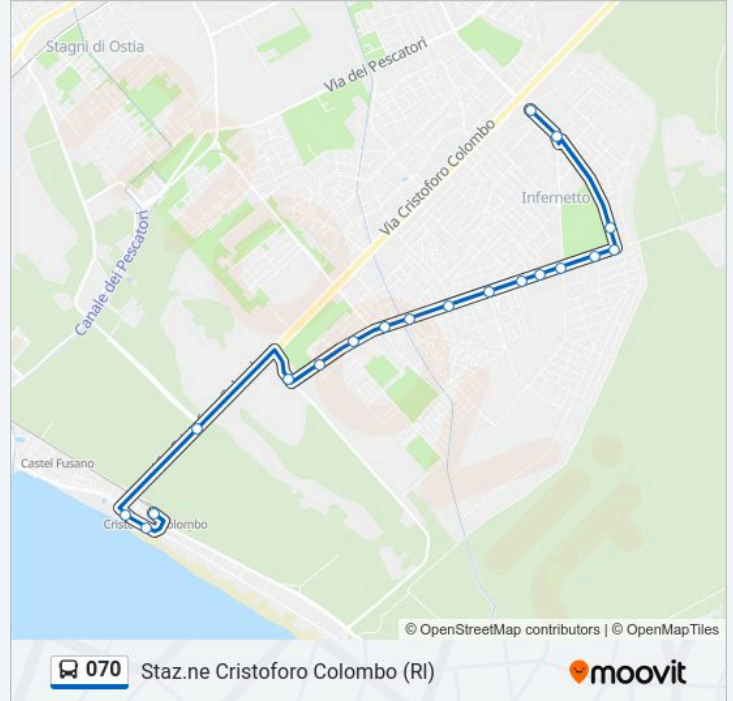 Stagni di Ostia
Via dei Pescatori
Via Cristoforo Colombo
Infernetto
Canale dei Pescatori
Castel Fusano
© OpenStreetMap contributors | © OpenMapTiles
070
Staz.ne Cristoforo Colombo (Rl)
moovit